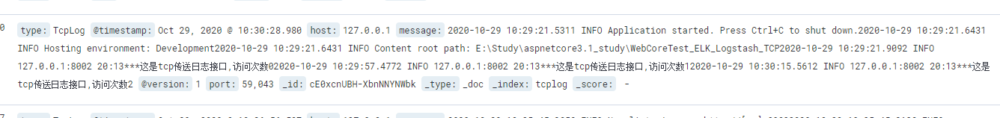 0 type: TcpLog @timestamp: Oct 29, 2020 @ 10:30:28.980 host: 127.0.0.1 message: 2020-10-29 10:29:21.5311 INFO Application started. Press Ctrl+C to shut down.2020-10-29 10:29:21.6431
INFO Hosting environment: Development2020-10-29 10:29:21.6431 INFO Content root path: E:\Study\aspnetcore3.1_study\WebCoreTest_ELK_Logstash_TCP2020-10-29 10:29:21.9092 INFO
127.0.0.1:8002 20:13***这是tcp传送日志接口,访问次数02020-10-29 10:29:57.4772 INFO 127.0.0.1:8002 20:13***这是tcp传送日志接口,访问次数12020-10-29 10:30:15.5612 INFO 127.0.0.1:8002 20:13***这是
tcp传送日志接口,访问次数2 @version: 1 port: 59,043 _id: cE0xcnUBH-XbnNNYNWbk _type: _doc _index: tcplog _score: -